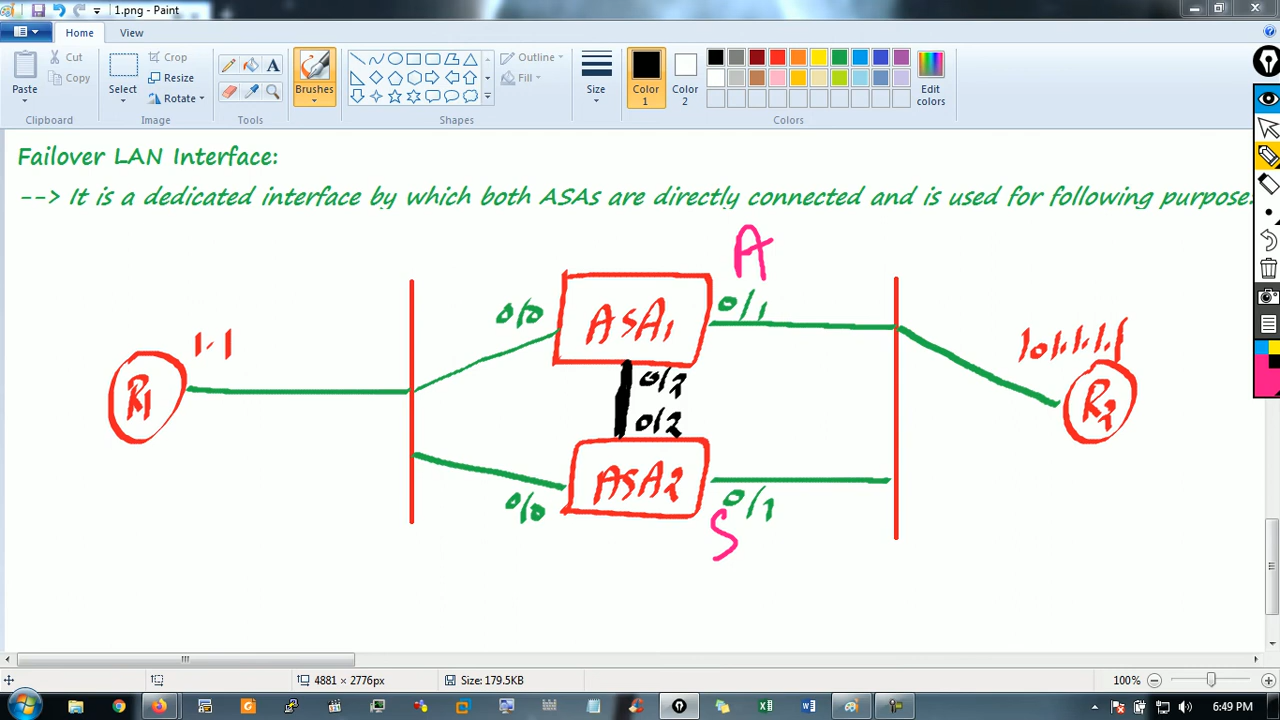 1.png - Paint
Home View
Paste
Cut
Copy
Clipboard
Select
Crop
Resize
Rotate
Image
A
Tools
Brushes
Outline
Fill
Shapes
Size
Color 1
Color 2
Edit colors
Colors
Failover LAN Interface:
--> It is a dedicated interface by which both ASAs are directly connected and is used for following purpose.
A
0/0 ASA1 0/1
1.1
101.1.1.1
R1
R2
0/2
0/2
ASA2
0/0
0/1
S
4881 × 2776px
Size: 179.5KB
100%
6:49 PM